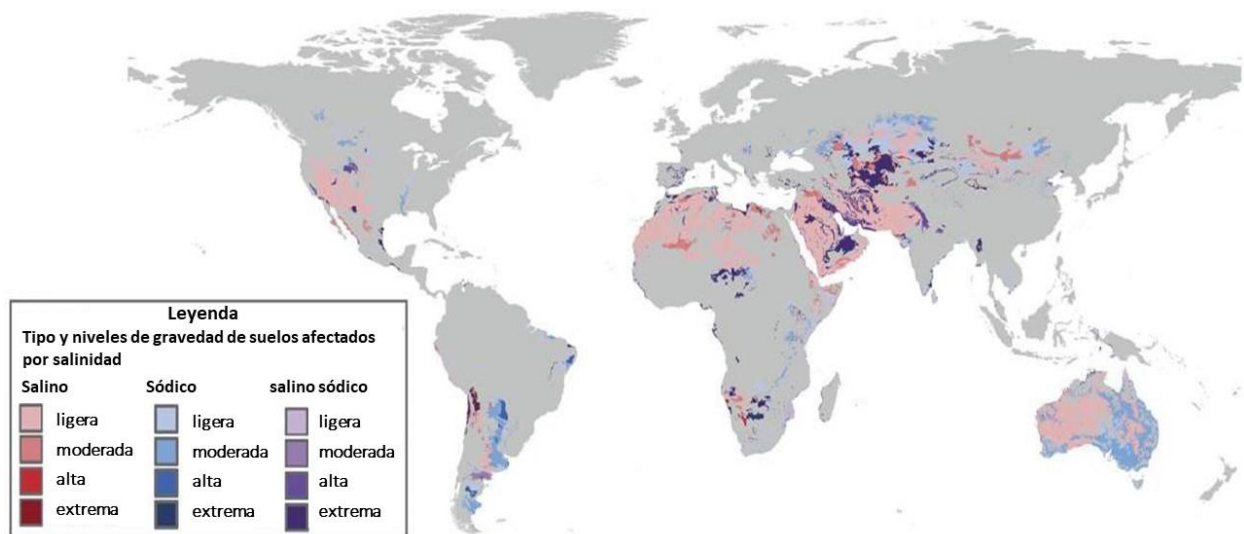 Leyenda
Tipo y niveles de gravedad de suelos afectados
por salinidad
Salino Sódico salino sódico
ligera ligera ligera
moderada moderada moderada
alta alta alta
extrema extrema extrema